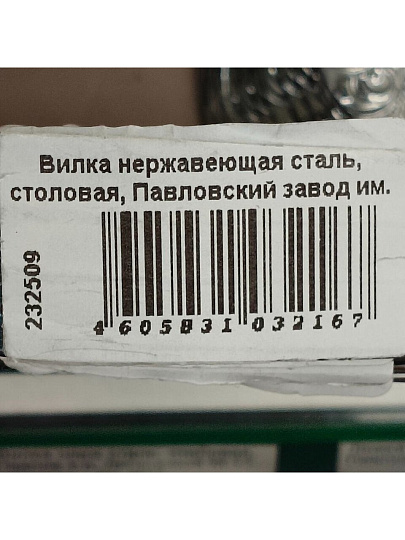 Вилка нержавеющая сталь,
столовая, Павловский завод им.
232509
4 605831 032167